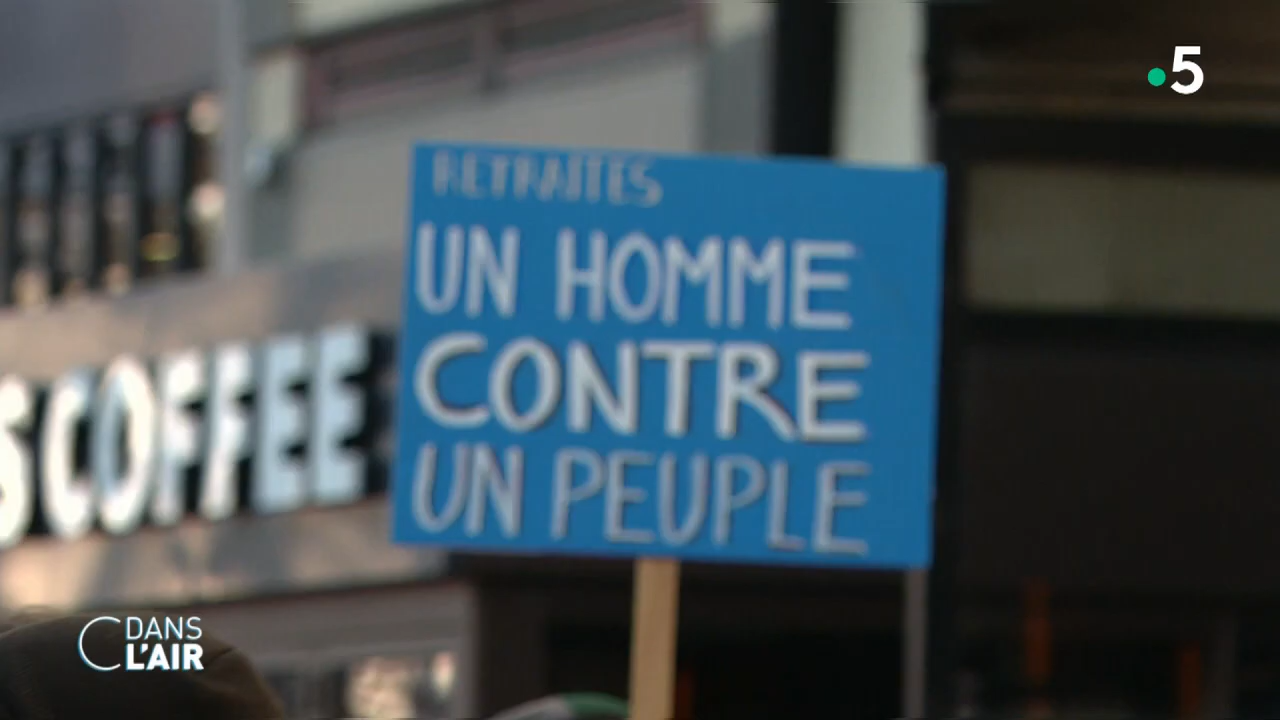 5
RETRAITES
UN HOMME
CONTRE
UN PEUPLE
S COFFEE
C DANS
L'AIR